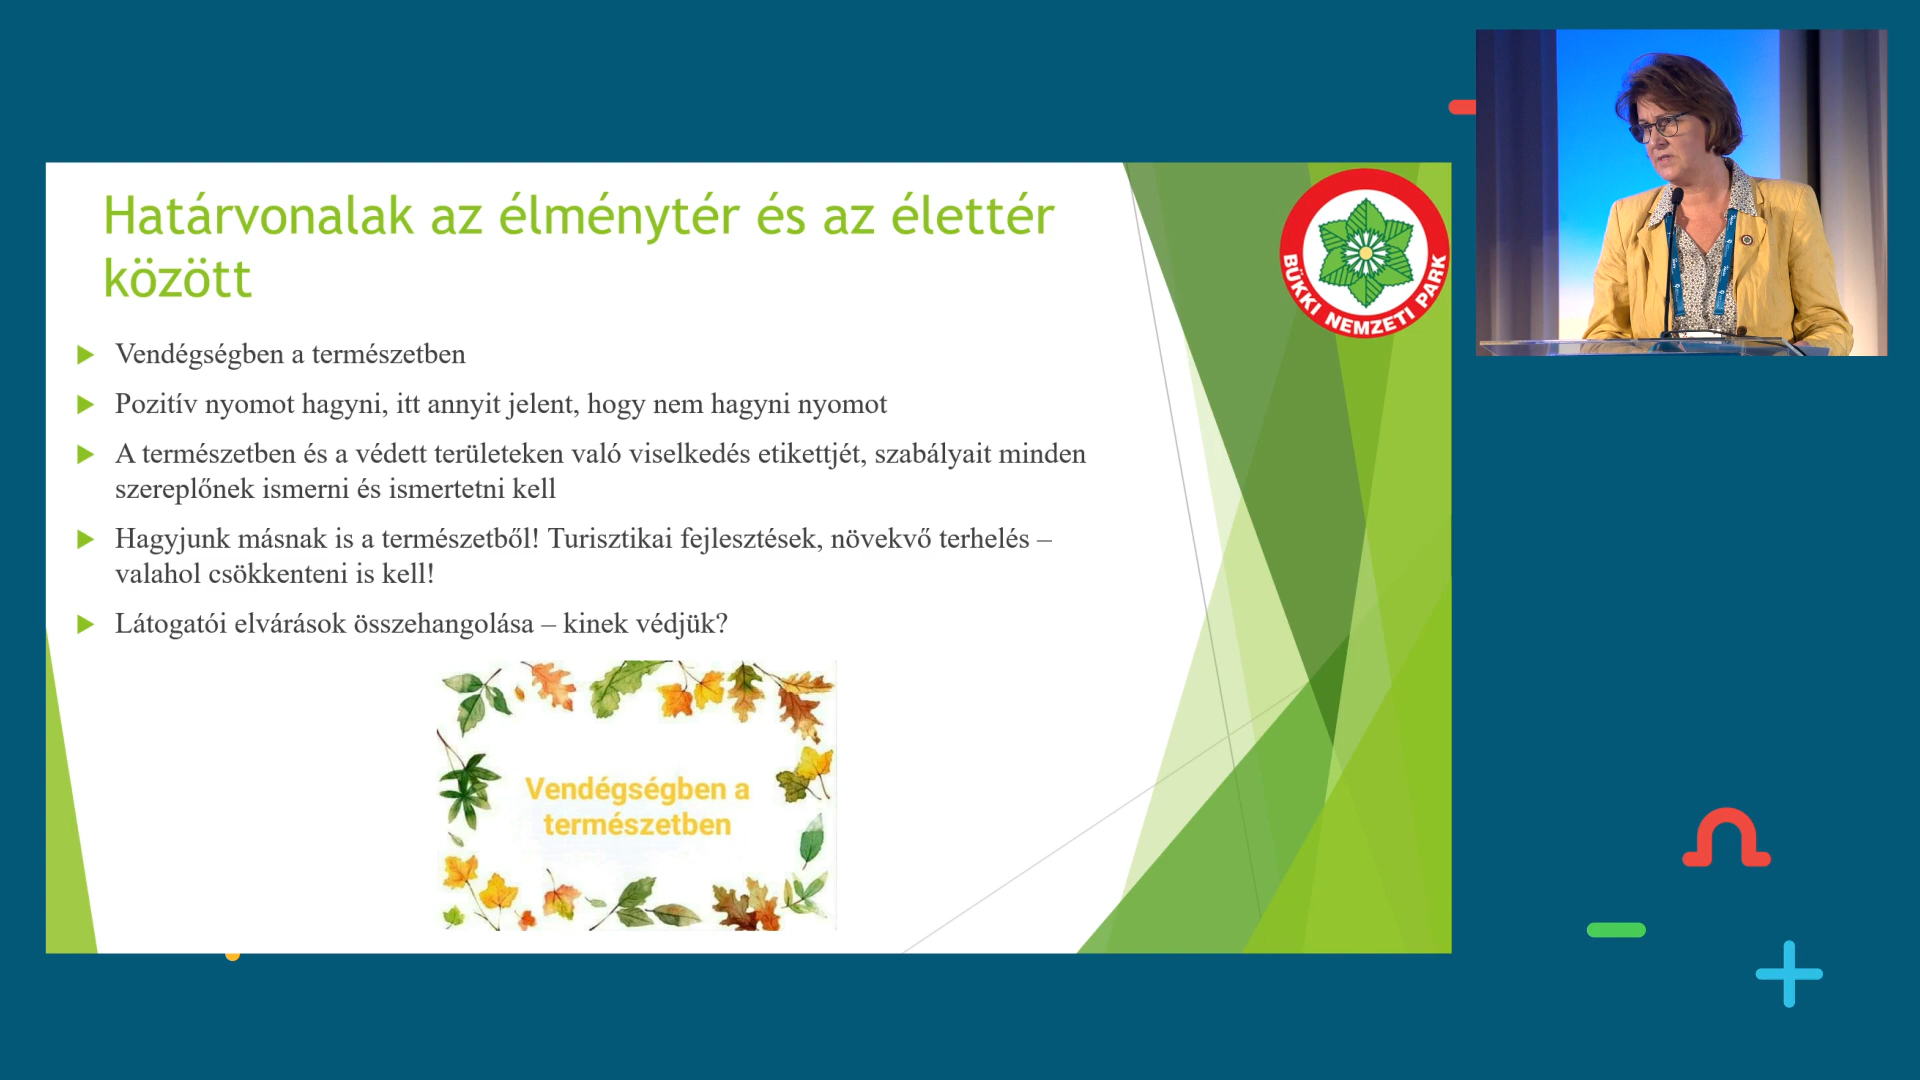 Határvonalak az élménytér és az élettér
között
Vendégségben a természetben
Pozitív nyomot hagyni, itt annyit jelent, hogy nem hagyni nyomot
A természetben és a védett területeken való viselkedés etikettjét, szabályait minden
szereplőnek ismerni és ismertetni kell
Hagyjunk másnak is a természetből! Turisztikai fejlesztések, növekvő terhelés –
valahol csökkenteni is kell!
Látogatói elvárások összehangolása – kinek védjük?
Vendégségben a
természetben
BÜKKI NEMZETI PARK